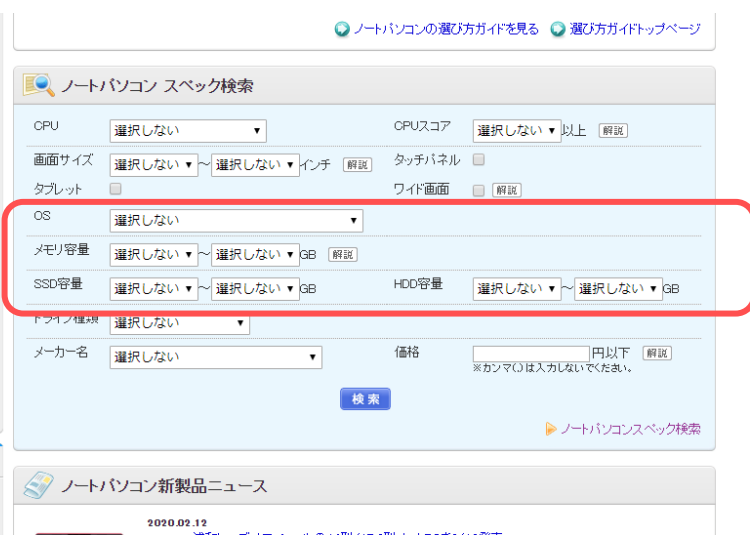 ノートパソコンの選び方ガイドを見る 選び方ガイドトップページ
ノートパソコン スペック検索
CPU 選択しない CPUスコア 選択しない 以上 解説
画面サイズ 選択しない ～ 選択しない インチ 解説 タッチパネル
タブレット ワイド画面 解説
OS 選択しない
メモリ容量 選択しない ～ 選択しない GB 解説
SSD容量 選択しない ～ 選択しない GB HDD容量 選択しない ～ 選択しない GB
ドライブ種類 選択しない
メーカー名 選択しない 価格 円以下 解説
※カンマ(,)は入力しないでください。
検索
ノートパソコンスペック検索
ノートパソコン新製品ニュース
2020.02.12